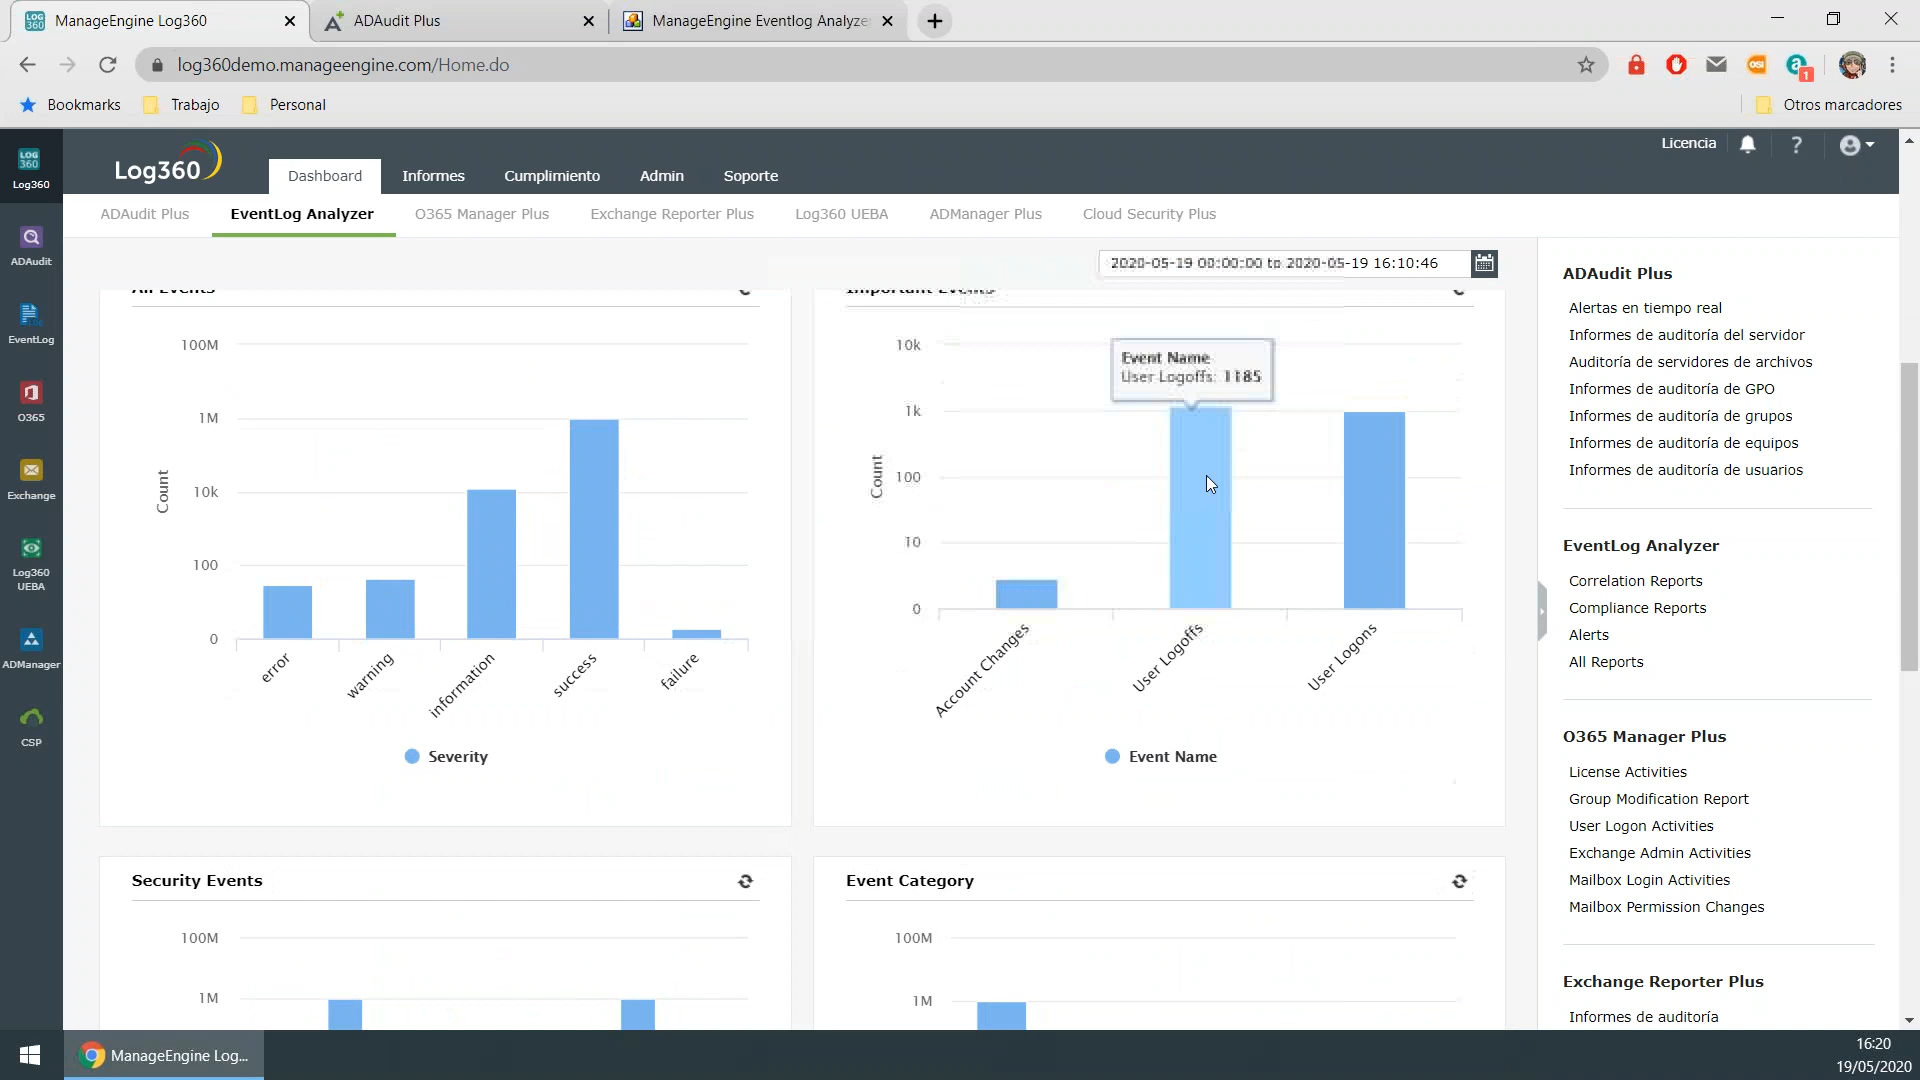 ManageEngine Log360
ADAudit Plus
ManageEngine Eventlog Analyze
log360demo.manageengine.com/Home.do
1
Bookmarks
Trabajo
Personal
Otros marcadores
LOG
360
Log360
Log360
Dashboard
Informes
Cumplimiento
Admin
Soporte
Licencia
?
ADAudit Plus
EventLog Analyzer
O365 Manager Plus
Exchange Reporter Plus
Log360 UEBA
ADManager Plus
Cloud Security Plus
ADAudit
EventLog
O365
Exchange
Log360
UEBA
ADManager
CSP
2020-05-19 00:00:00 to 2020-05-19 16:10:46
All Events
100M
1M
10k
100
0
Count
error
warning
information
success
failure
Severity
Important Events
10k
1k
100
10
0
Count
Event Name
User Logoffs: 1185
Account Changes
User Logoffs
User Logons
Event Name
Security Events
100M
1M
Event Category
100M
1M
ADAudit Plus
Alertas en tiempo real
Informes de auditoría del servidor
Auditoría de servidores de archivos
Informes de auditoría de GPO
Informes de auditoría de grupos
Informes de auditoría de equipos
Informes de auditoría de usuarios
EventLog Analyzer
Correlation Reports
Compliance Reports
Alerts
All Reports
O365 Manager Plus
License Activities
Group Modification Report
User Logon Activities
Exchange Admin Activities
Mailbox Login Activities
Mailbox Permission Changes
Exchange Reporter Plus
Informes de auditoría
ManageEngine Log...
16:20
19/05/2020